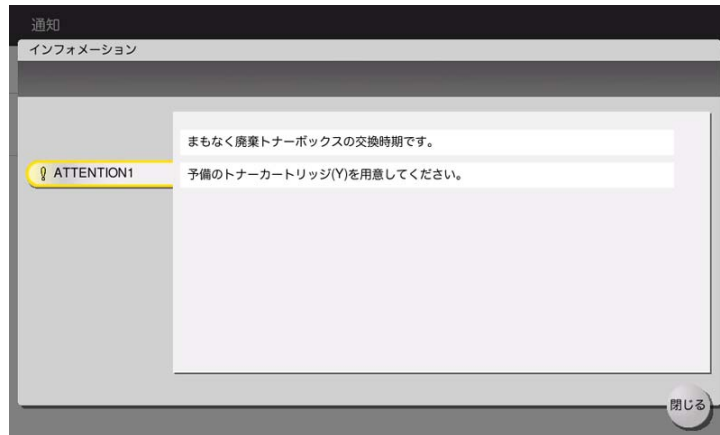 通知
インフォメーション
まもなく廃棄トナーボックスの交換時期です。
ATTENTION1
予備のトナーカートリッジ(Y)を用意してください。
閉じる